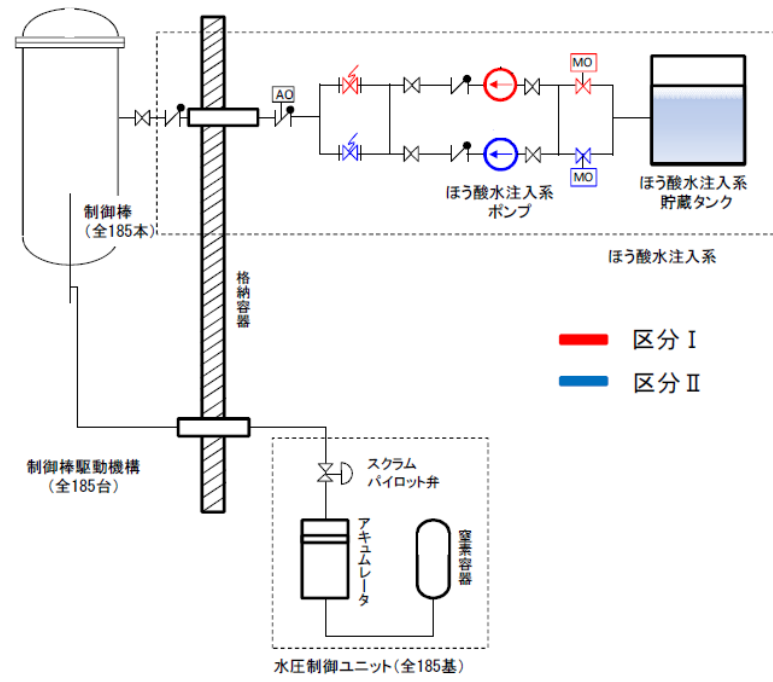 MO
AO
MO
ほう酸水注入系
ポンプ
ほう酸水注入系
貯蔵タンク
制御棒
(全185本)
ほう酸水注入系
格納容器
区分Ⅰ
区分Ⅱ
制御棒駆動機構
(全185台)
スクラム
パイロット弁
アキュムレータ
窒素容器
水圧制御ユニット(全185基)